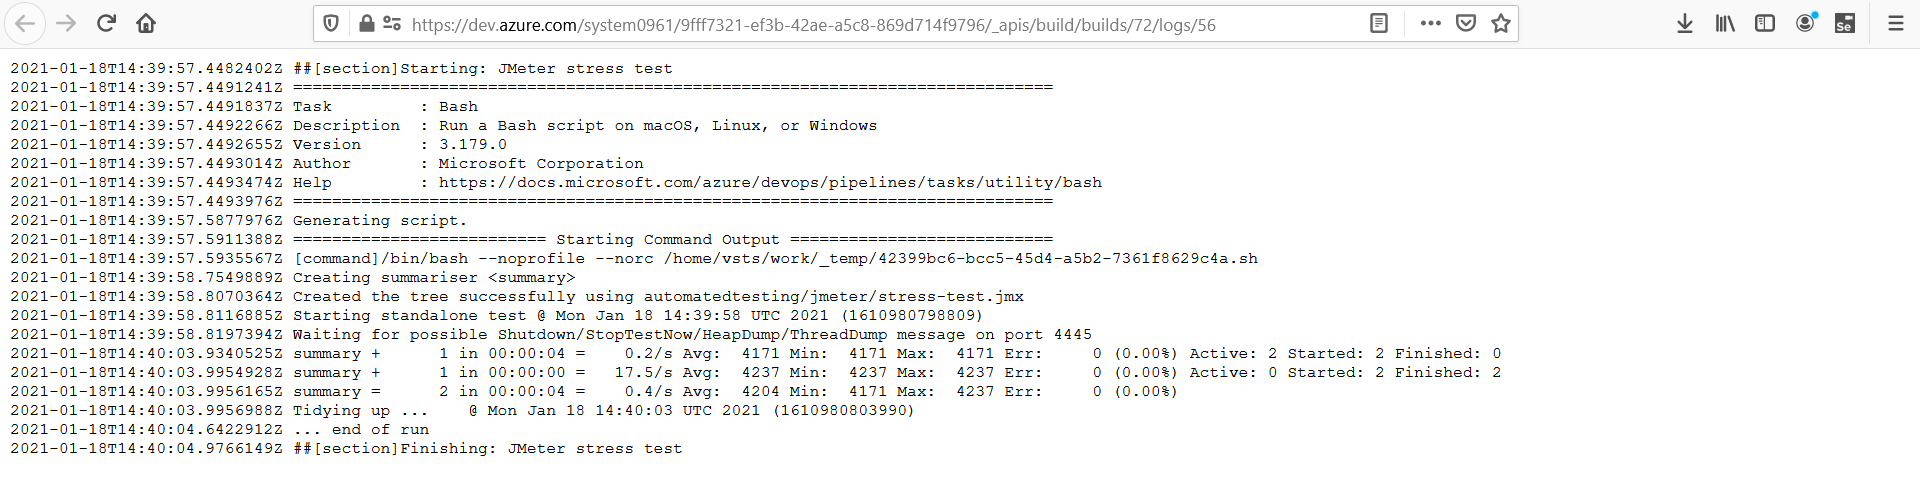 https://dev.azure.com/system0961/9fff7321-ef3b-42ae-a5c8-869d714f9796/_apis/build/builds/72/logs/56
Se
2021-01-18T14:39:57.4482402Z ##[section]Starting: JMeter stress test
2021-01-18T14:39:57.4491241Z ==============================================================================
2021-01-18T14:39:57.4491837Z Task         : Bash
2021-01-18T14:39:57.4492266Z Description  : Run a Bash script on macOS, Linux, or Windows
2021-01-18T14:39:57.4492655Z Version      : 3.179.0
2021-01-18T14:39:57.4493014Z Author       : Microsoft Corporation
2021-01-18T14:39:57.4493474Z Help         : https://docs.microsoft.com/azure/devops/pipelines/tasks/utility/bash
2021-01-18T14:39:57.4493976Z ==============================================================================
2021-01-18T14:39:57.5877976Z Generating script.
2021-01-18T14:39:57.5911388Z ========================== Starting Command Output ===========================
2021-01-18T14:39:57.5935567Z [command]/bin/bash --noprofile --norc /home/vsts/work/_temp/42399bc6-bcc5-45d4-a5b2-7361f8629c4a.sh
2021-01-18T14:39:58.7549889Z Creating summariser <summary>
2021-01-18T14:39:58.8070364Z Created the tree successfully using automatedtesting/jmeter/stress-test.jmx
2021-01-18T14:39:58.8116885Z Starting standalone test @ Mon Jan 18 14:39:58 UTC 2021 (1610980798809)
2021-01-18T14:39:58.8197394Z Waiting for possible Shutdown/StopTestNow/HeapDump/ThreadDump message on port 4445
2021-01-18T14:40:03.9340525Z summary +      1 in 00:00:04 =    0.2/s Avg:  4171 Min:  4171 Max:  4171 Err:     0 (0.00%) Active: 2 Started: 2 Finished: 0
2021-01-18T14:40:03.9954928Z summary +      1 in 00:00:00 =   17.5/s Avg:  4237 Min:  4237 Max:  4237 Err:     0 (0.00%) Active: 0 Started: 2 Finished: 2
2021-01-18T14:40:03.9956165Z summary =      2 in 00:00:04 =    0.4/s Avg:  4204 Min:  4171 Max:  4237 Err:     0 (0.00%)
2021-01-18T14:40:03.9956988Z Tidying up ...    @ Mon Jan 18 14:40:03 UTC 2021 (1610980803990)
2021-01-18T14:40:04.6422912Z ... end of run
2021-01-18T14:40:04.9766149Z ##[section]Finishing: JMeter stress test